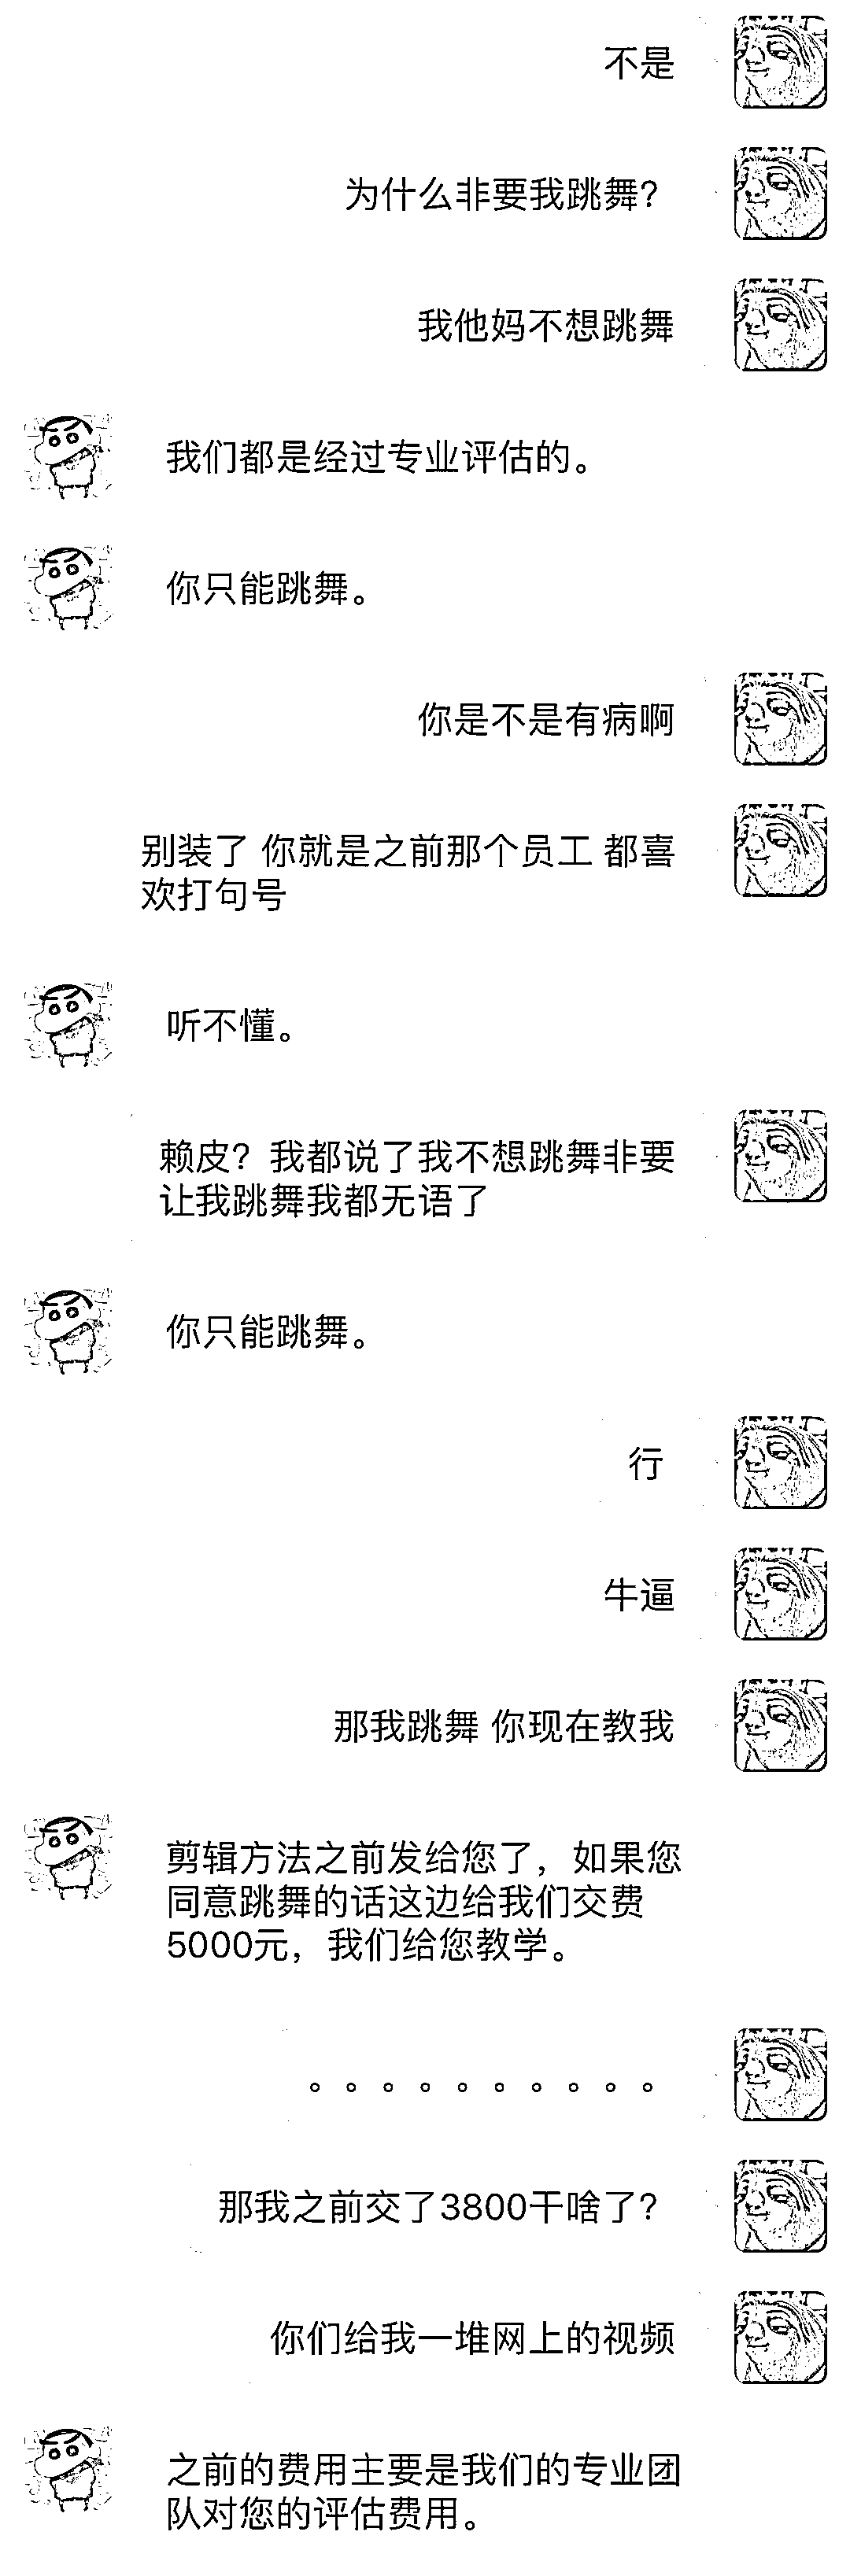 不是
为什么非要我跳舞？
我他妈不想跳舞
我们都是经过专业评估的。
你只能跳舞。
你是不是有病啊
别装了 你就是之前那个员工 都喜
欢打句号
听不懂。
赖皮？我都说了我不想跳舞非要
让我跳舞我都无语了
你只能跳舞。
行
牛逼
那我跳舞 你现在教我
剪辑方法之前发给您了，如果您
同意跳舞的话这边给我们交费
5000元，我们给您教学。
。。。。。。。。。。
那我之前交了3800干啥了？
你们给我一堆网上的视频
之前的费用主要是我们的专业团
队对您的评估费用。